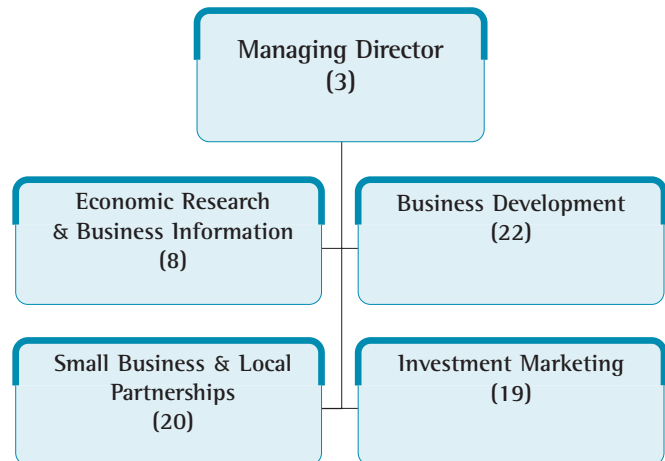 Managing Director
(3)
Economic Research
& Business Information
(8)
Business Development
(22)
Small Business & Local
Partnerships
(20)
Investment Marketing
(19)